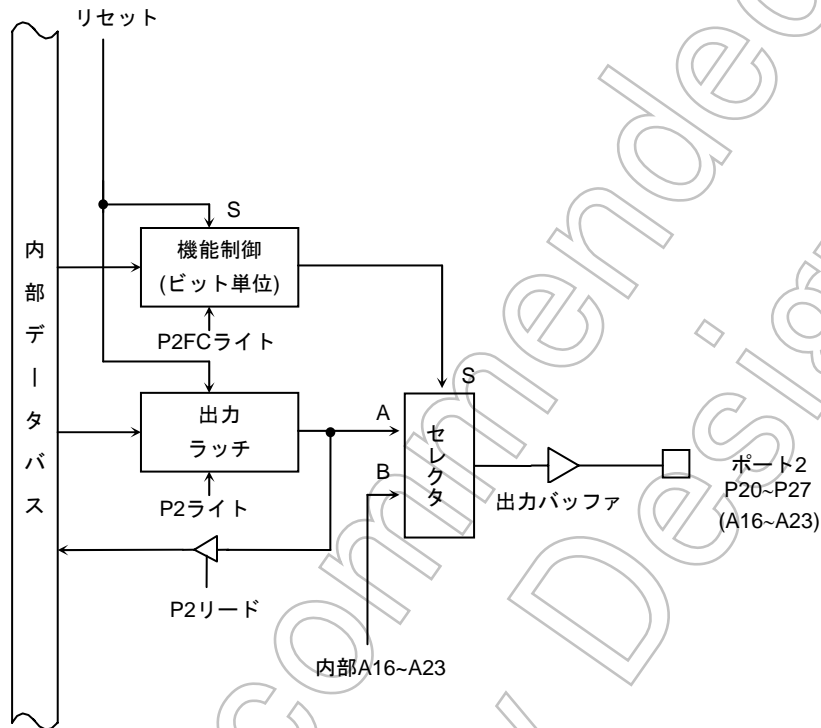 リセット
内部データバス
S
機能制御
(ビット単位)
P2FCライト
出力
ラッチ
P2ライト
P2リード
A
B
S
セレクタ
内部A16~A23
出力バッファ
ポート2
P20~P27
(A16~A23)
commended
Desig